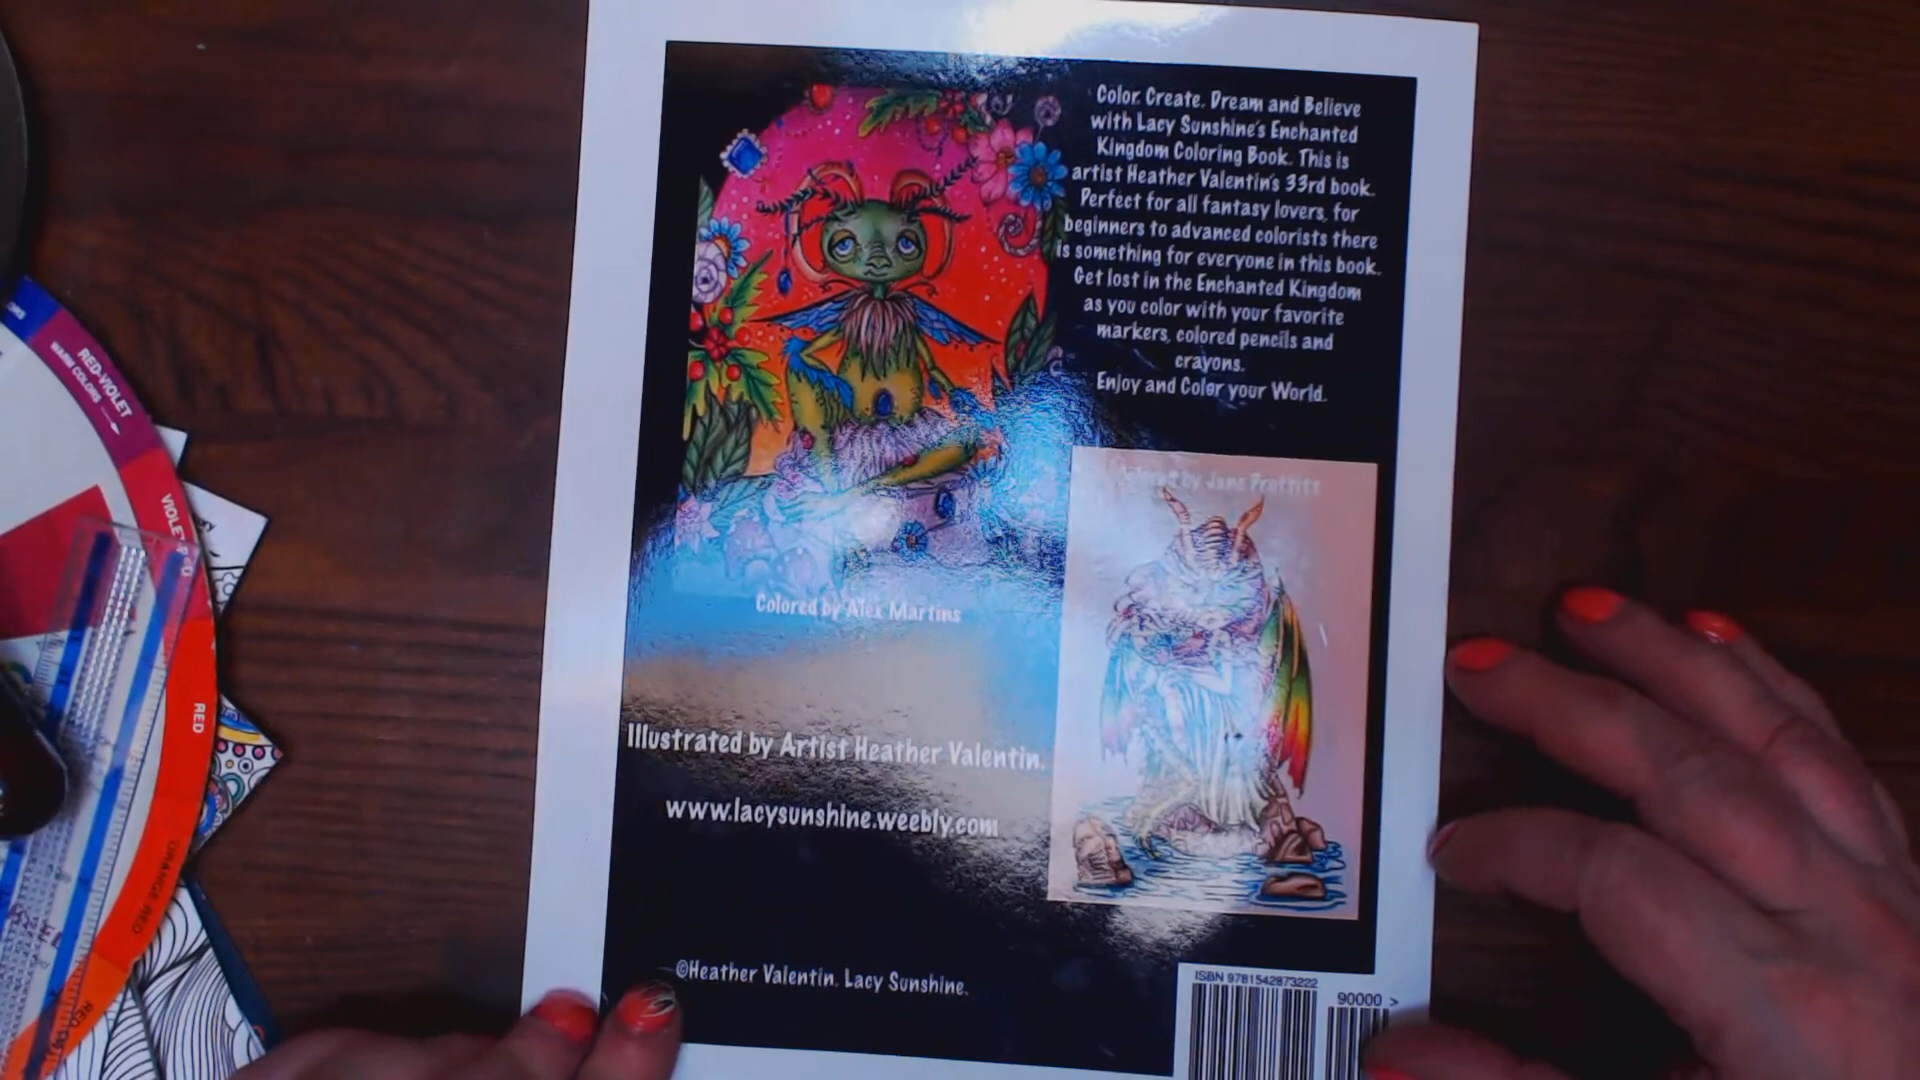 Color. Create. Dream and Believe
with Lacy Sunshine's Enchanted
Kingdom Coloring Book. This is
artist Heather Valentin's 33rd book.
Perfect for all fantasy lovers, for
beginners to advanced colorists there
is something for everyone in this book.
Get lost in the Enchanted Kingdom
as you color with your favorite
markers, colored pencils and
crayons.
Enjoy and Color your World.
by Jane
Colored by Alex Martins
Illustrated by Artist Heather Valentin.
www.lacysunshine.weebly.com
©Heather Valentin. Lacy Sunshine.
ISBN 9781542873222
90000 >
RED-VIOLET
WARM COLORS
RED
ORANGE RED